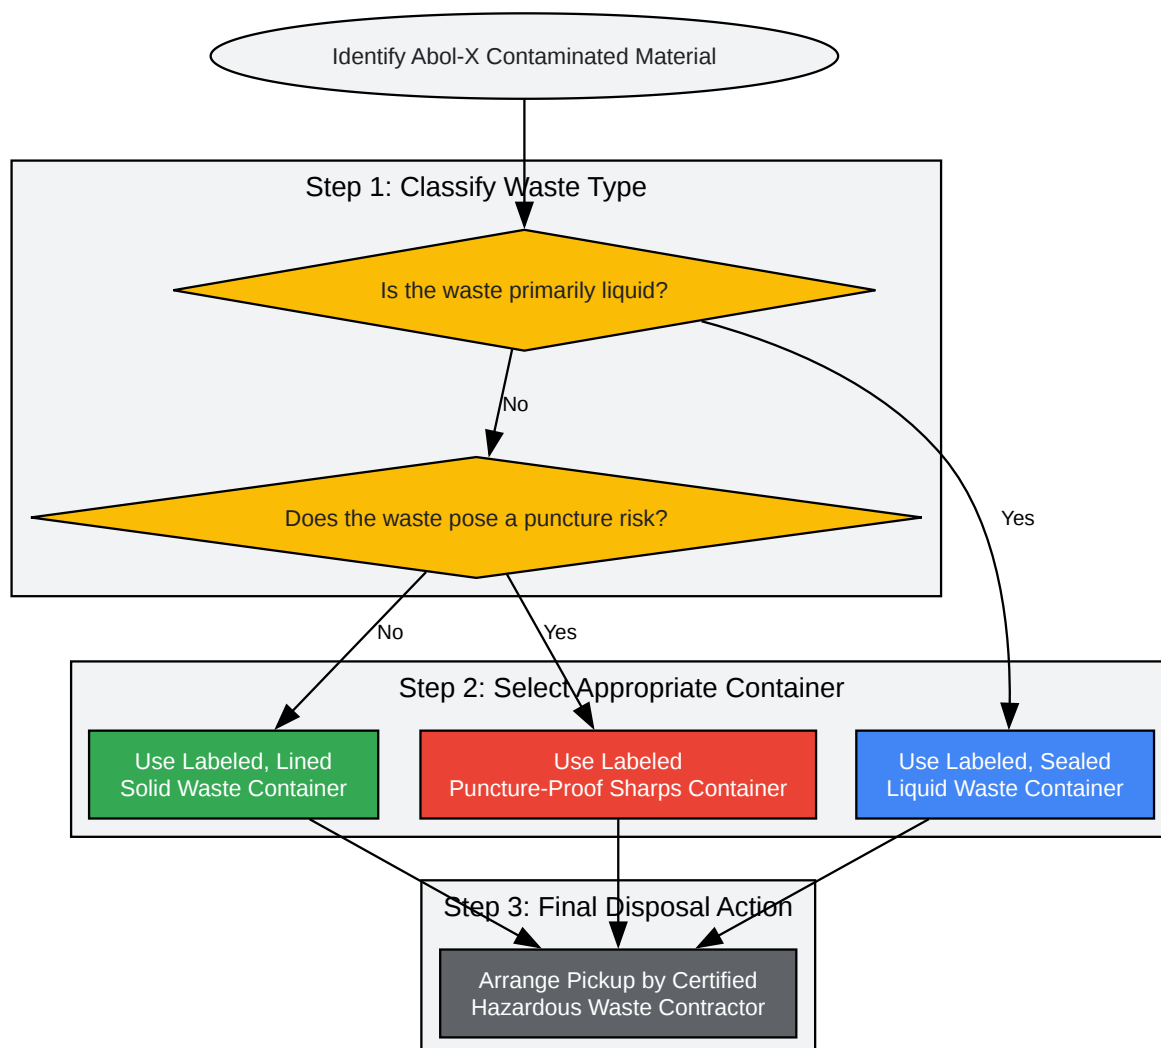 Identify Abol-X Contaminated Material
Step 1: Classify Waste Type
Is the waste primarily liquid?
No
Does the waste pose a puncture risk?
Yes
No
Yes
Step 2: Select Appropriate Container
Use Labeled, Lined
Solid Waste Container
Use Labeled
Puncture-Proof Sharps Container
Use Labeled, Sealed
Liquid Waste Container
Step 3: Final Disposal Action
Arrange Pickup by Certified
Hazardous Waste Contractor